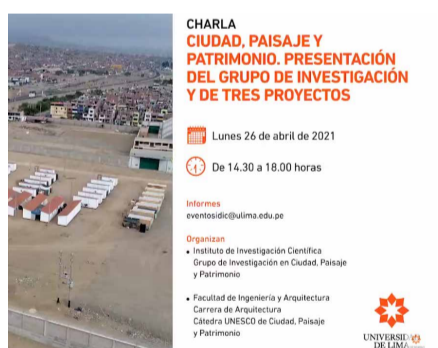 CHARLA
CIUDAD, PAISAJE Y
PATRIMONIO. PRESENTACIÓN
DEL GRUPO DE INVESTIGACIÓN
Y DE TRES PROYECTOS
Lunes 26 de abril de 2021
De 14.30 a 18.00 horas
Informes
eventosidic@ulima.edu.pe
Organizan
• Instituto de Investigación Científica
Grupo de Investigación en Ciudad, Paisaje
y Patrimonio
• Facultad de Ingeniería y Arquitectura
Carrera de Arquitectura
Cátedra UNESCO de Ciudad, Paisaje
y Patrimonio
UNIVERSIDAD
DE LIMA